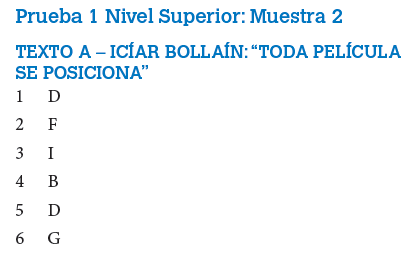 Prueba 1 Nivel Superior: Muestra 2
TEXTO A – ICÍAR BOLLAÍN: “TODA PELÍCULA
SE POSICIONA”
1 D
2 F
3 I
4 B
5 D
6 G